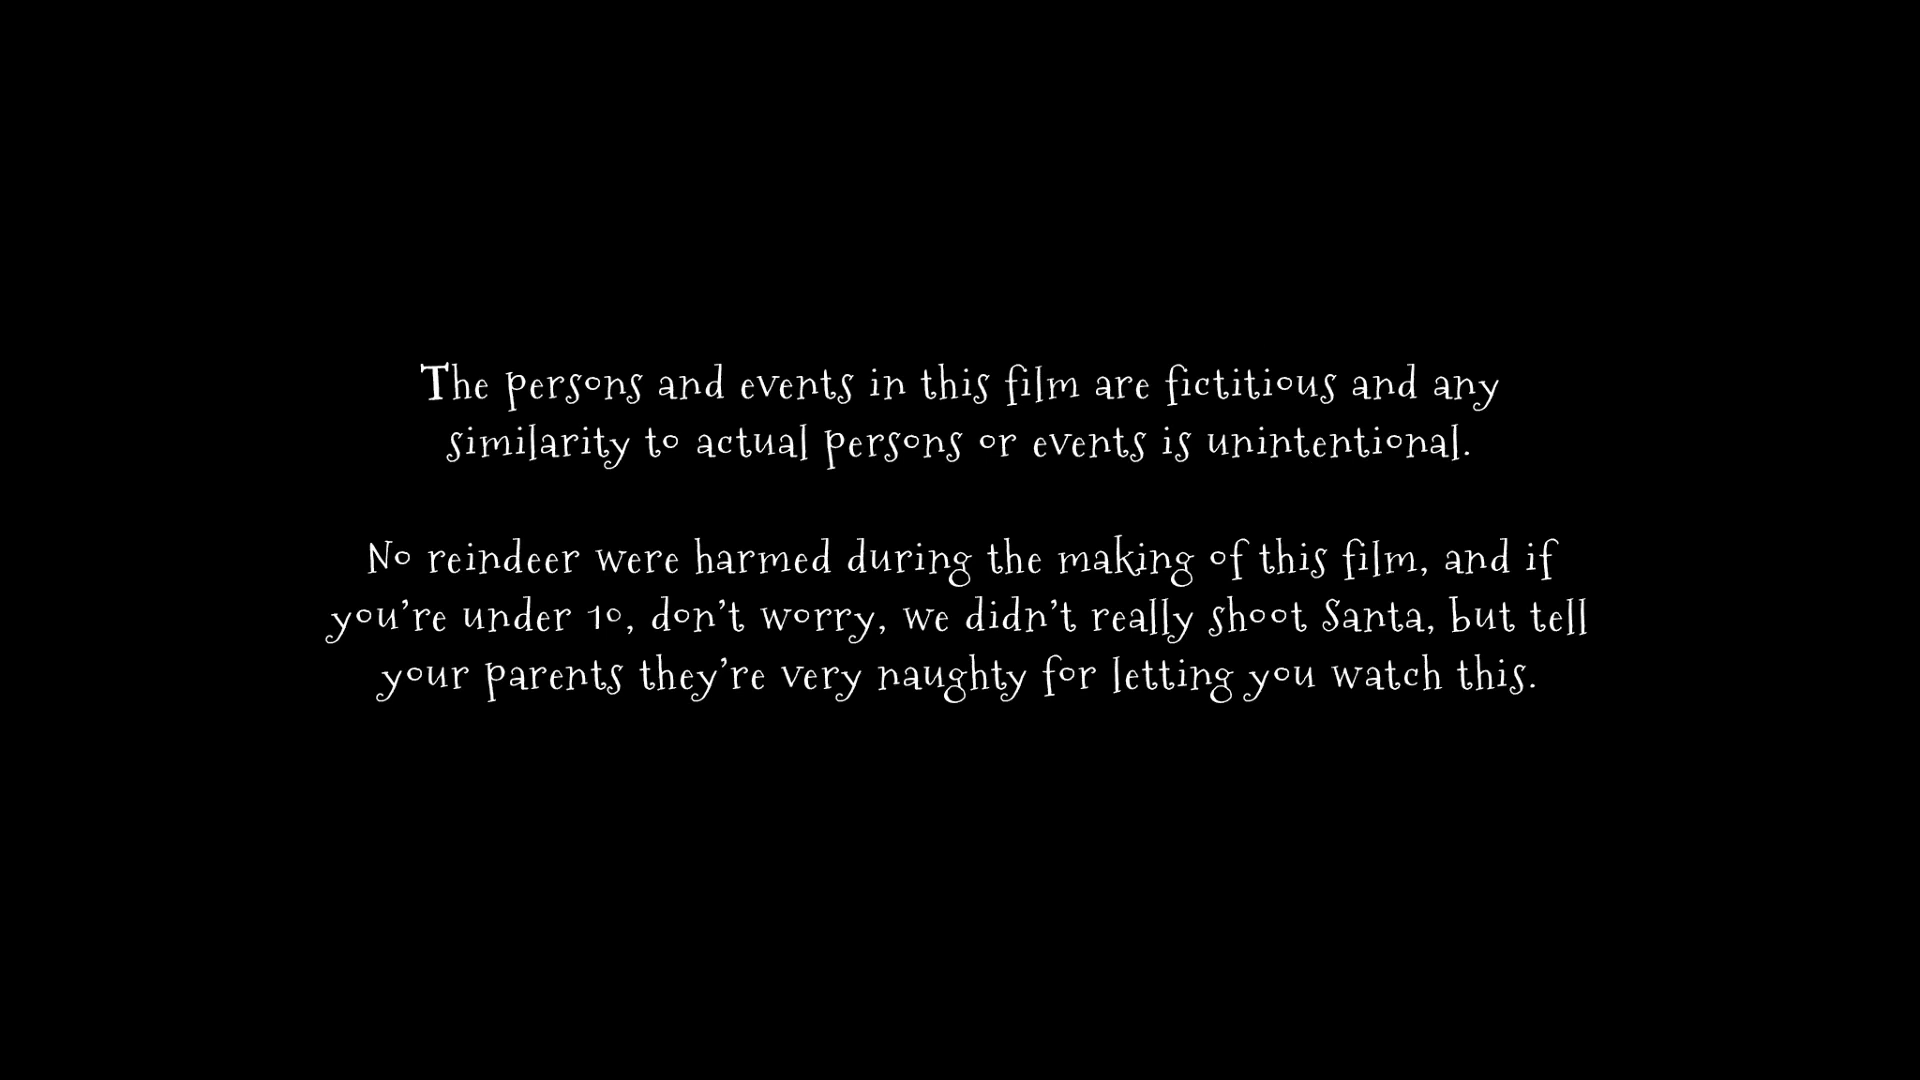 The persons and events in this film are fictitious and any
similarity to actual persons or events is unintentional.
No reindeer were harmed during the making of this film, and if
you're under 10, don't worry, we didn't really shoot Santa, but tell
your parents they're very naughty for letting you watch this.